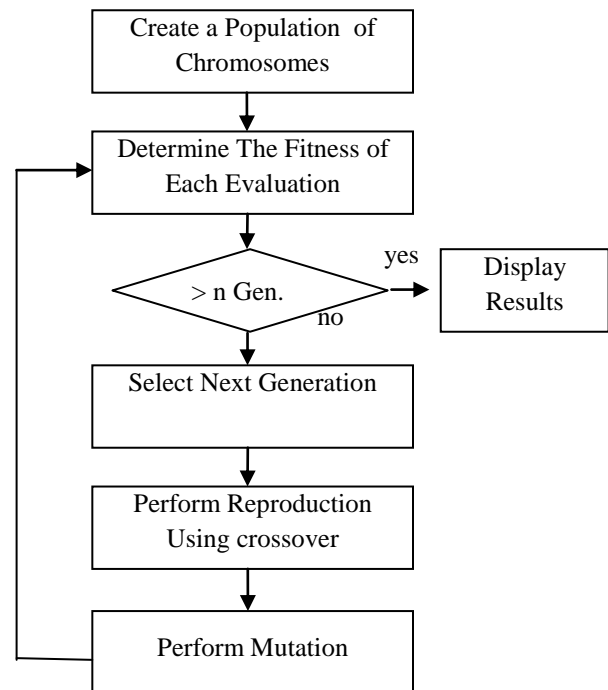 Create a Population of
Chromosomes
Determine The Fitness of
Each Evaluation
> n Gen.
yes
no
Display
Results
Select Next Generation
Perform Reproduction
Using crossover
Perform Mutation